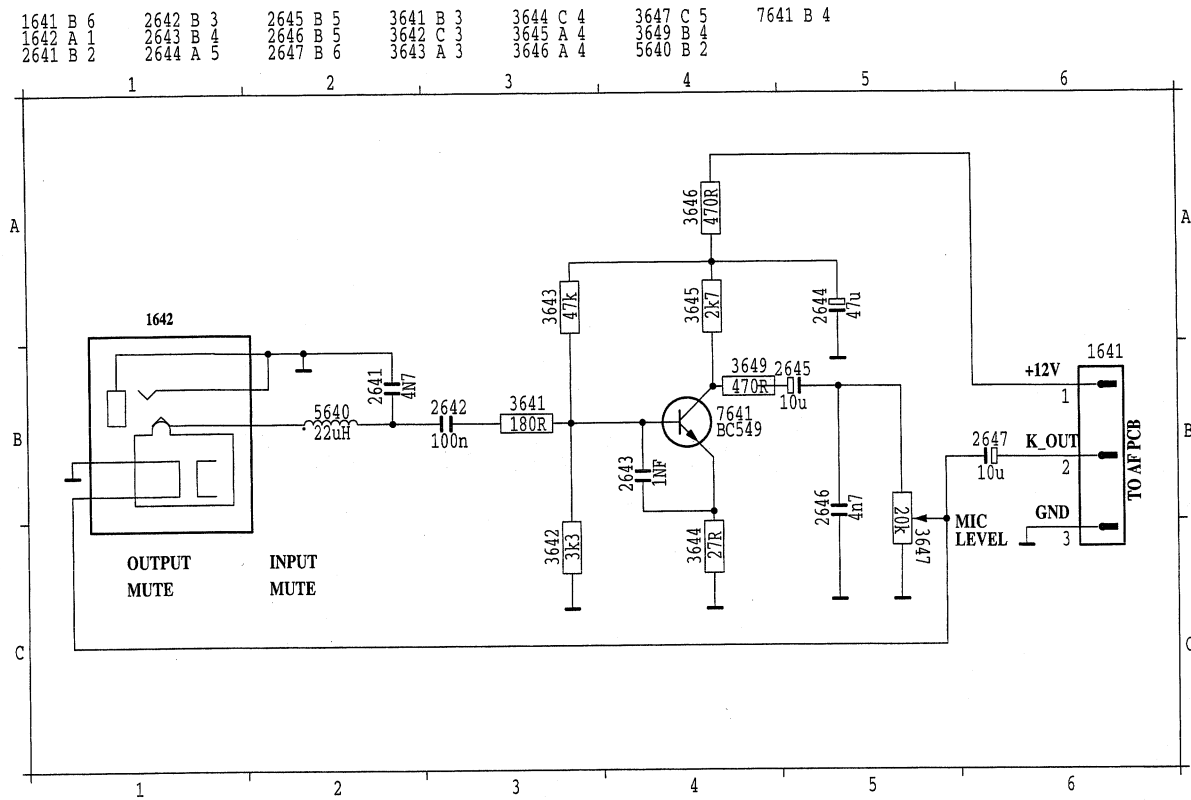 1641 B 6 2642 B 3 2645 B 5 3641 B 3 3644 C 4 3647 C 5 7641 B 4
1642 A 1 2643 B 4 2646 B 5 3642 C 3 3645 A 4 3649 B 4
2641 B 2 2644 A 5 2647 B 6 3643 A 3 3646 A 4 5640 B 2
1 2 3 4 5 6
A
A
3646
470R
3643
47k
3645
2k7
2644
47u
1642
1641
2641
4N7
3649
470R
2645
10u
+12V
1
5640
22uH
2642
100n
3641
180R
7641
BC549
B
B
2647
10u
K_OUT
2
TO AF PCB
2643
1NF
2646
4n7
20k
3647
MIC
LEVEL
GND
3
3642
3k3
3644
27R
OUTPUT
MUTE
INPUT
MUTE
C
C
1 2 3 4 5 6